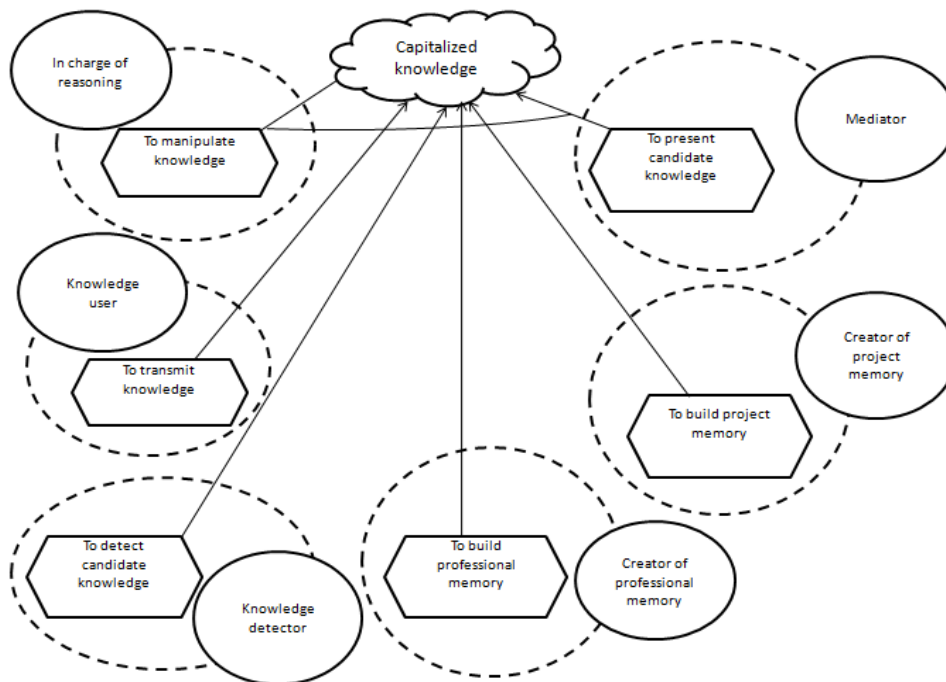 Capitalized
knowledge
In charge of
reasoning
To manipulate
knowledge
To present
candidate
knowledge
Mediator
Knowledge
user
To transmit
knowledge
Creator of
project
memory
To build project
memory
To detect
candidate
knowledge
Knowledge
detector
To build
professional
memory
Creator of
professional
memory